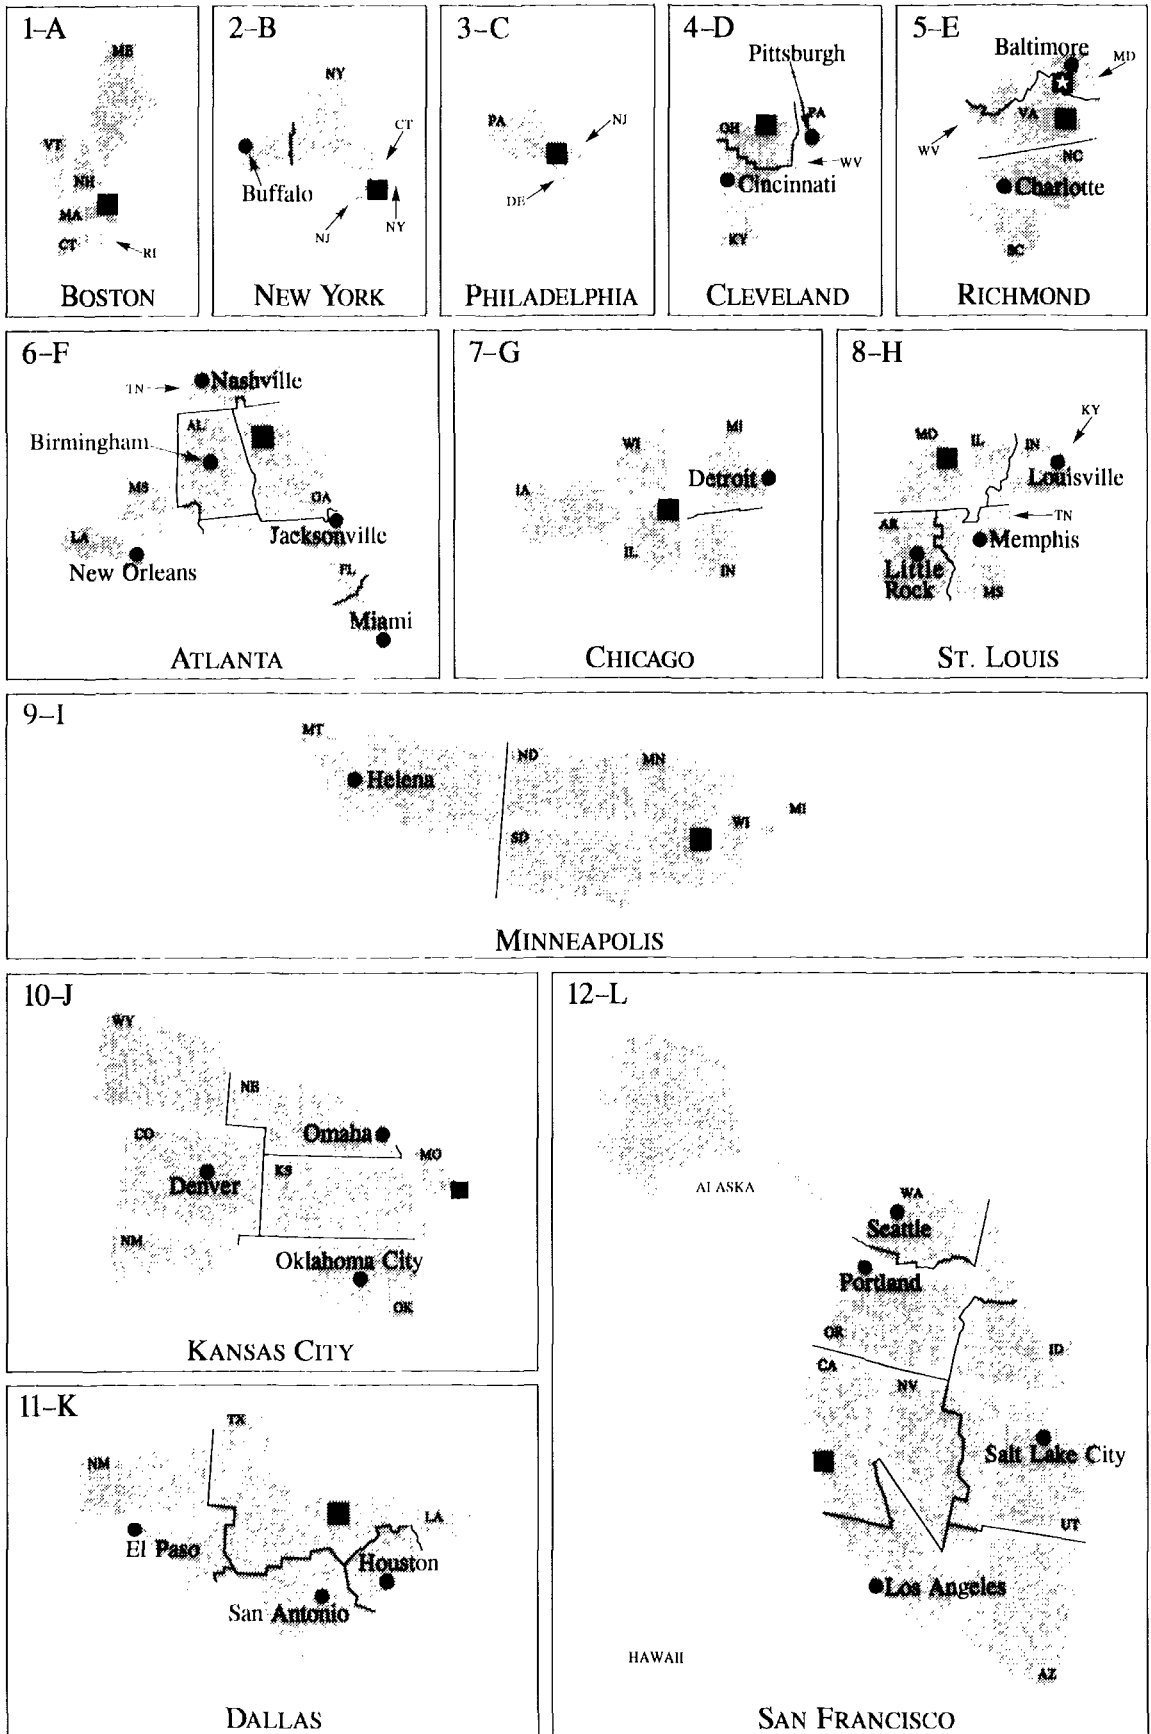 1–A
ME
VT
NH
MA
CT
RI
BOSTON
2–B
NY
CT
Buffalo
NJ
NY
NEW YORK
3–C
PA
NJ
DE
PHILADELPHIA
4–D
Pittsburgh
OH
PA
WV
Cincinnati
KY
CLEVELAND
5–E
Baltimore
MD
VA
WV
NC
Charlotte
SC
RICHMOND
6–F
TN
Nashville
AL
Birmingham
MS
GA
LA
Jacksonville
New Orleans
FL
Miami
ATLANTA
7–G
WI
MI
Detroit
IA
IL
IN
CHICAGO
8–H
KY
MO
IL
IN
Louisville
TN
AR
Memphis
Little
Rock
MS
ST. LOUIS
9–I
MT
ND
MN
Helena
MI
WI
SD
MINNEAPOLIS
10–J
WY
NE
CO
Omaha
MO
KS
Denver
NM
Oklahoma City
OK
KANSAS CITY
11–K
TX
NM
LA
El Paso
Houston
San Antonio
DALLAS
12–L
ALASKA
WA
Seattle
Portland
OR
ID
CA
NV
Salt Lake City
UT
Los Angeles
HAWAII
AZ
SAN FRANCISCO